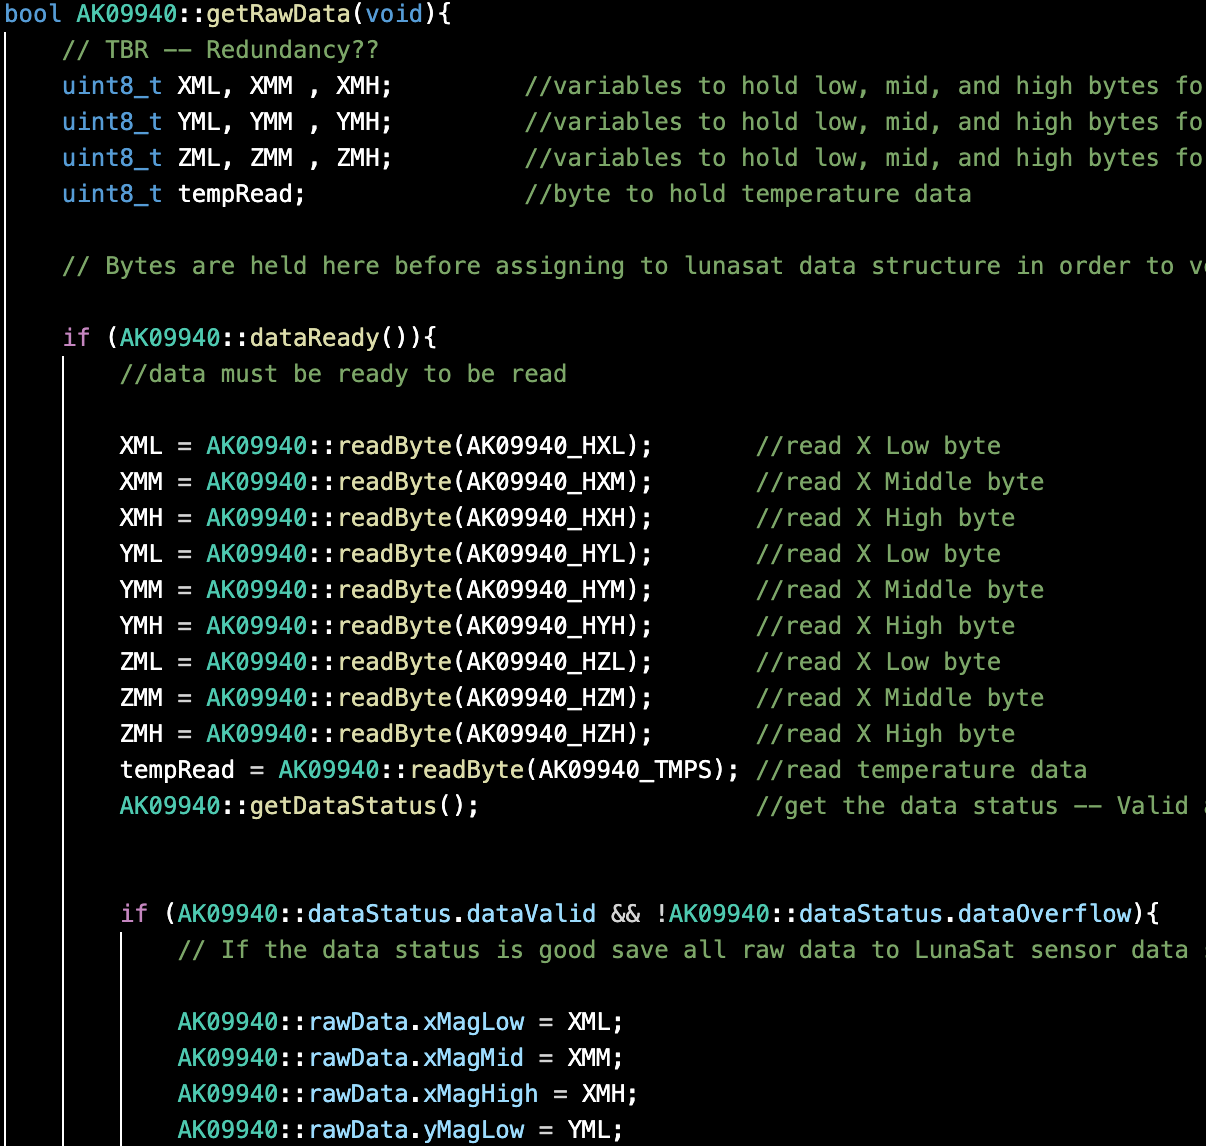 bool AK09940::getRawData(void){
// TBR -- Redundancy??
uint8_t XML, XMM , XMH; //variables to hold low, mid, and high bytes fo
uint8_t YML, YMM , YMH; //variables to hold low, mid, and high bytes fo
uint8_t ZML, ZMM , ZMH; //variables to hold low, mid, and high bytes fo
uint8_t tempRead; //byte to hold temperature data
// Bytes are held here before assigning to lunasat data structure in order to v
if (AK09940::dataReady()){
//data must be ready to be read
XML = AK09940::readByte(AK09940_HXL); //read X Low byte
XMM = AK09940::readByte(AK09940_HXM); //read X Middle byte
XMH = AK09940::readByte(AK09940_HXH); //read X High byte
YML = AK09940::readByte(AK09940_HYL); //read X Low byte
YMM = AK09940::readByte(AK09940_HYM); //read X Middle byte
YMH = AK09940::readByte(AK09940_HYH); //read X High byte
ZML = AK09940::readByte(AK09940_HZL); //read X Low byte
ZMM = AK09940::readByte(AK09940_HZM); //read X Middle byte
ZMH = AK09940::readByte(AK09940_HZH); //read X High byte
tempRead = AK09940::readByte(AK09940_TMPS); //read temperature data
AK09940::getDataStatus(); //get the data status -- Valid
if (AK09940::dataStatus.dataValid && !AK09940::dataStatus.dataOverflow){
// If the data status is good save all raw data to LunaSat sensor data
AK09940::rawData.xMagLow = XML;
AK09940::rawData.xMagMid = XMM;
AK09940::rawData.xMagHigh = XMH;
AK09940::rawData.yMagLow = YML;